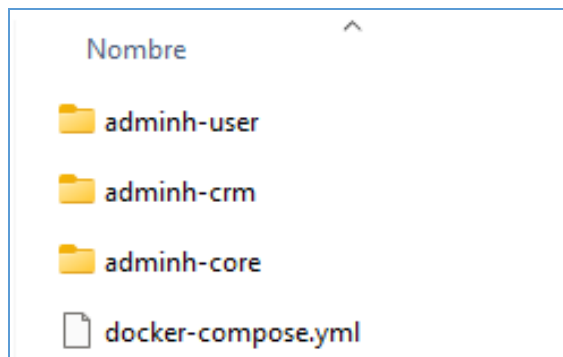 Nombre
adminh-user
adminh-crm
adminh-core
docker-compose.yml